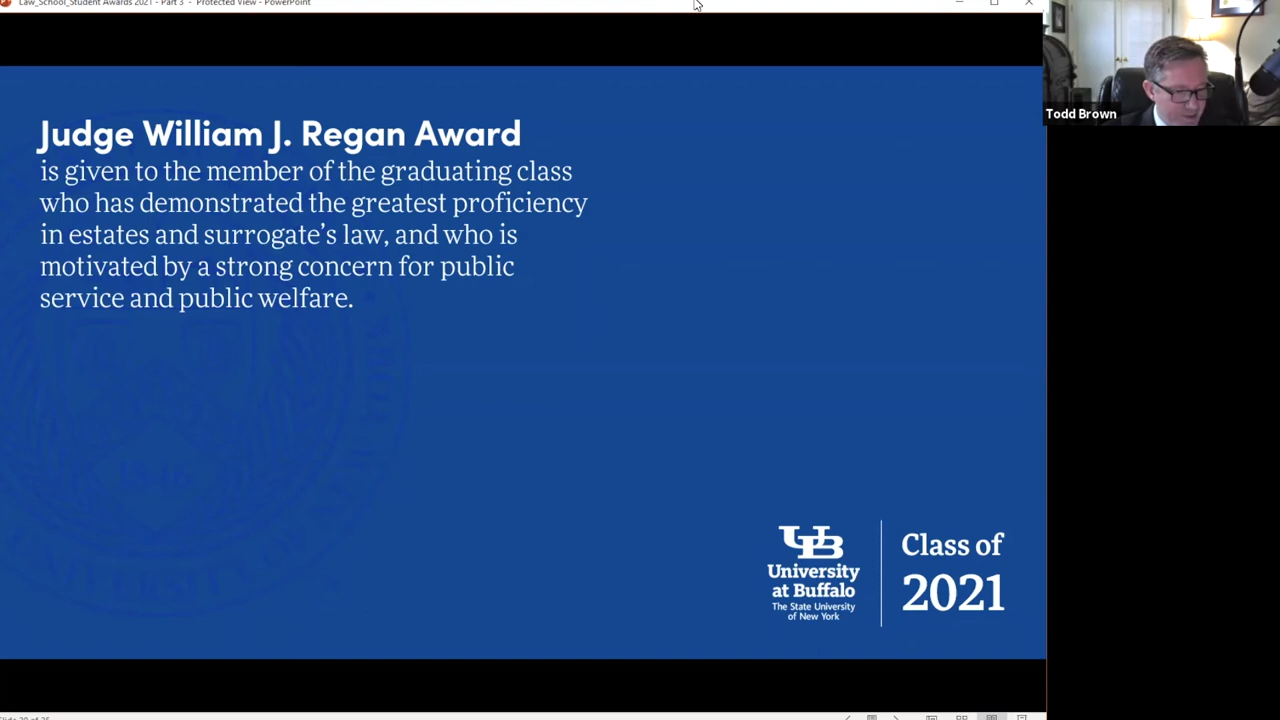 Law_School_Student Awards 2021 - Part 3 - Protected View - PowerPoint
Todd Brown
Judge William J. Regan Award
is given to the member of the graduating class
who has demonstrated the greatest proficiency
in estates and surrogate’s law, and who is
motivated by a strong concern for public
service and public welfare.
1846
UB
University
at Buffalo
The State University
of New York
Class of
2021